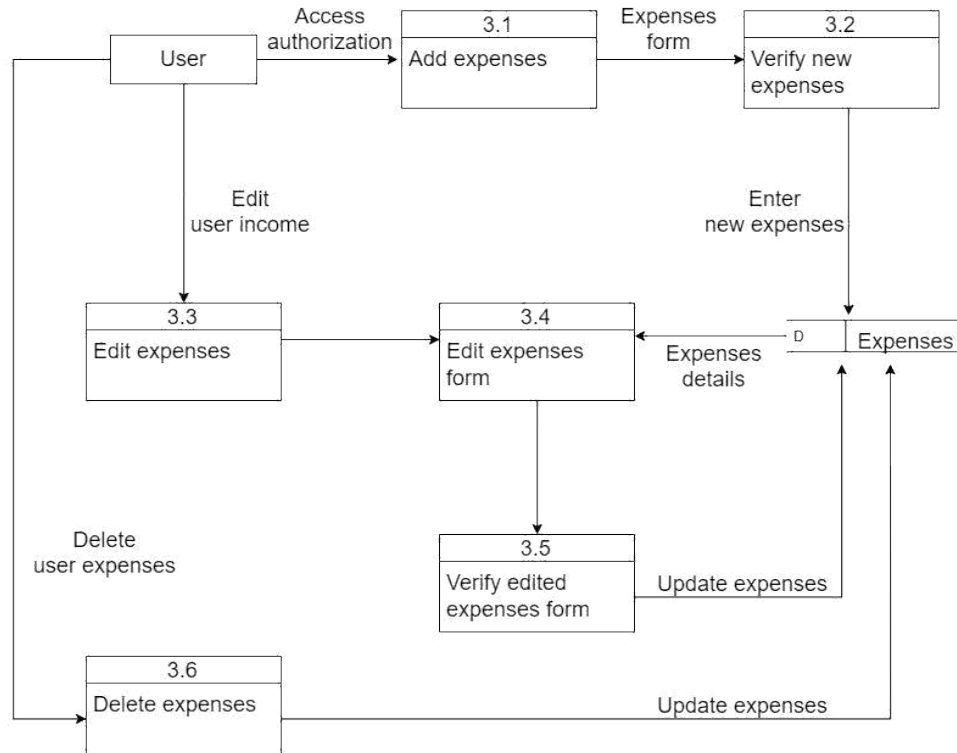 Access
authorization
User
3.1
Add expenses
Expenses
form
3.2
Verify new
expenses
Edit
user income
Enter
new expenses
3.3
Edit expenses
3.4
Edit expenses
form
Expenses
details
D
Expenses
Delete
user expenses
3.5
Verify edited
expenses form
Update expenses
3.6
Delete expenses
Update expenses